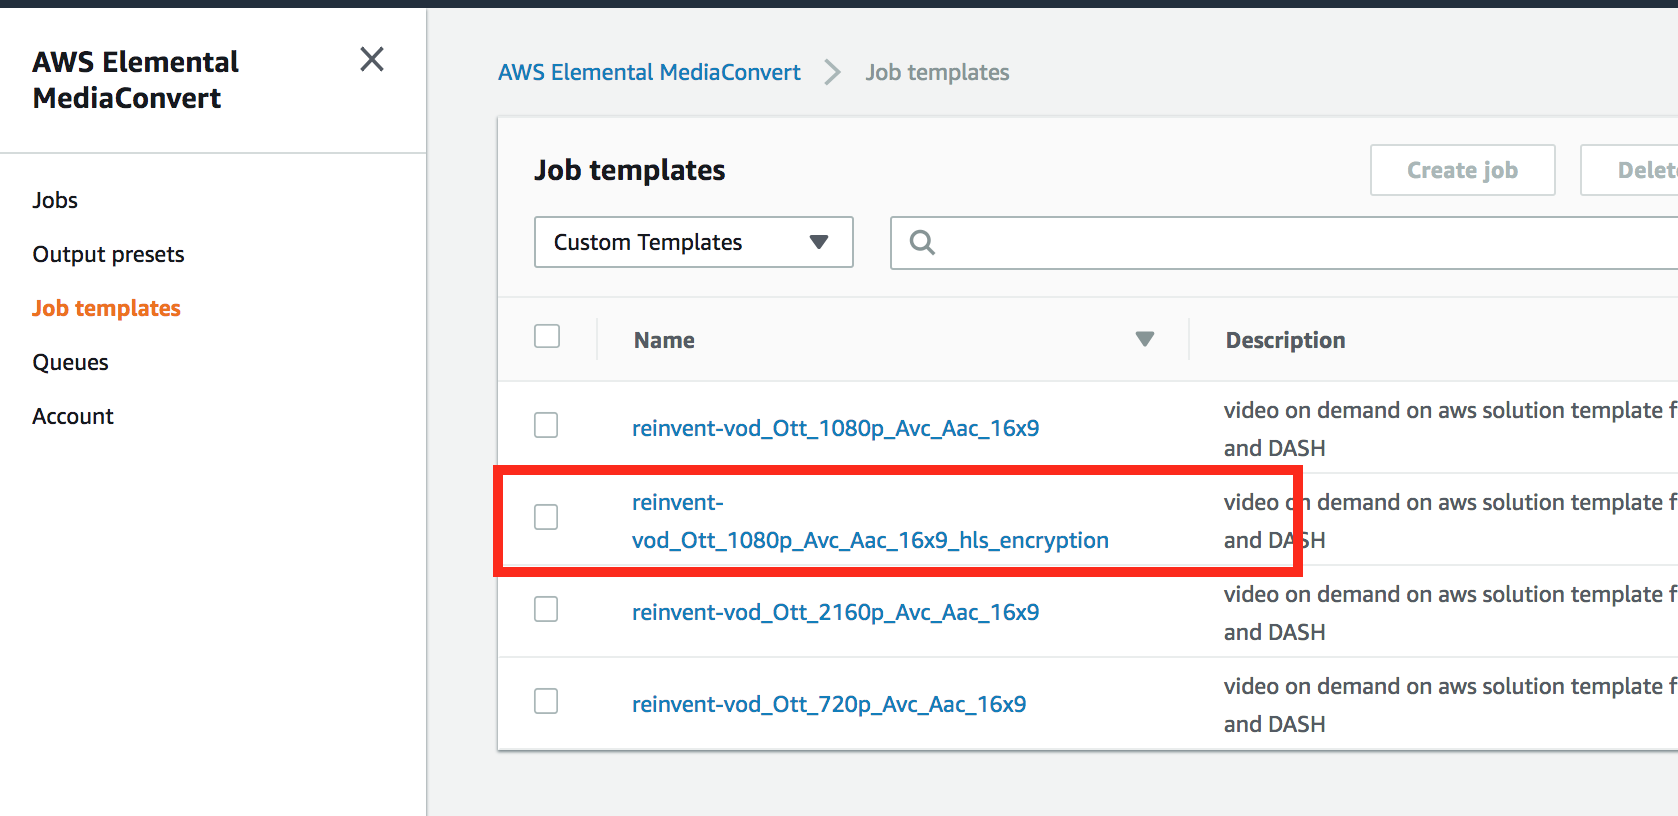 AWS Elemental
MediaConvert
Jobs
Output presets
Job templates
Queues
Account
AWS Elemental MediaConvert
Job templates
Job templates
Create job
Delet
Custom Templates
Name
Description
reinvent-vod_Ott_1080p_Avc_Aac_16x9
video on demand on aws solution template f
and DASH
reinvent-
vod_Ott_1080p_Avc_Aac_16x9_hls_encryption
video on demand on aws solution template f
and DASH
reinvent-vod_Ott_2160p_Avc_Aac_16x9
video on demand on aws solution template f
and DASH
reinvent-vod_Ott_720p_Avc_Aac_16x9
video on demand on aws solution template f
and DASH